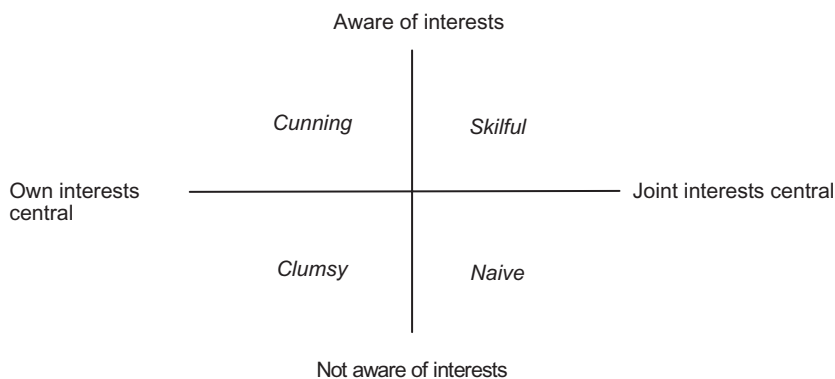 Aware of interests
Cunning
Skilful
Own interests
central
Joint interests central
Clumsy
Naive
Not aware of interests